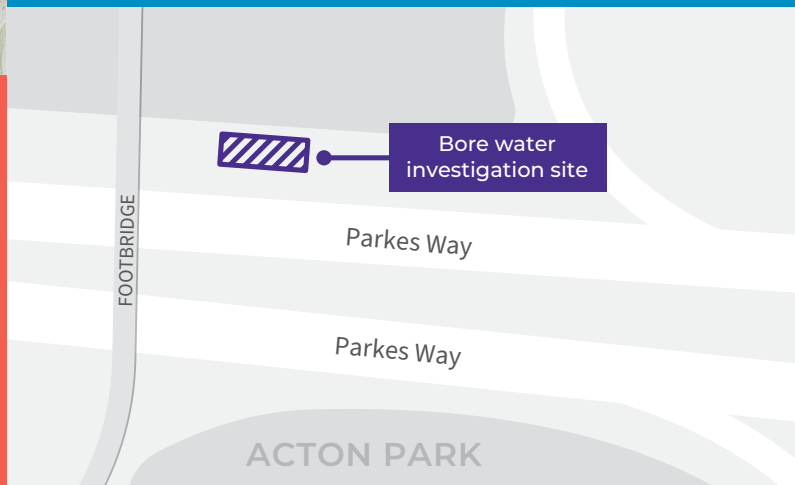 Bore water
investigation site
FOOTBRIDGE
Parkes Way
Parkes Way
ACTON PARK